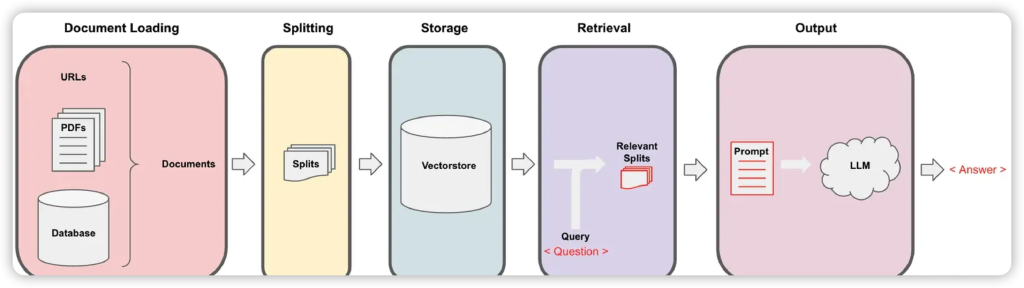 Document Loading
Splitting
Storage
Retrieval
Output
URLs
PDFs
Documents
Database
Splits
Vectorstore
Relevant
Splits
Query
< Question >
Prompt
LLM
< Answer >